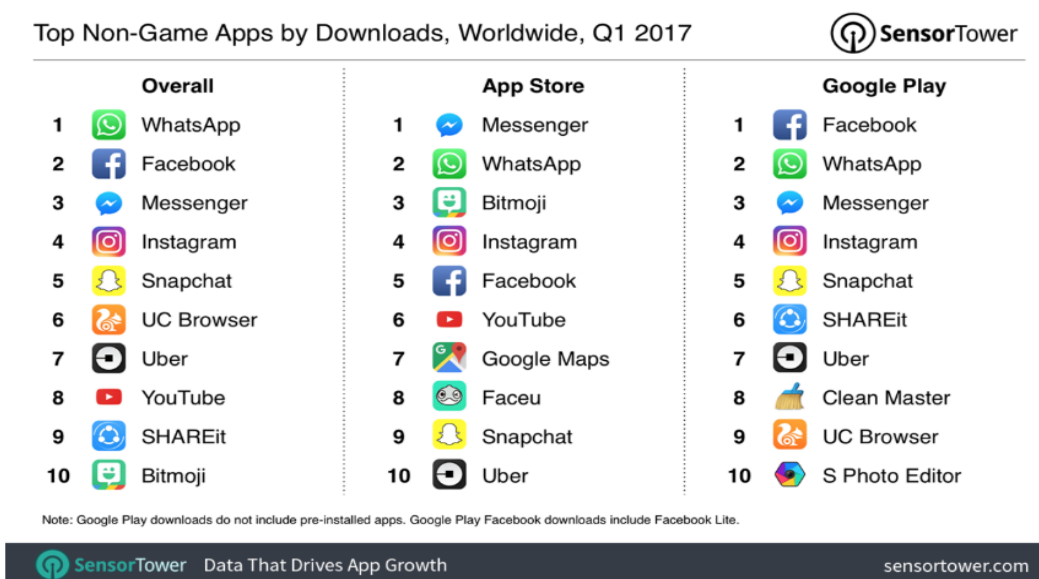 Top Non-Game Apps by Downloads, Worldwide, Q1 2017
SensorTower
Overall
1 WhatsApp
2 Facebook
3 Messenger
4 Instagram
5 Snapchat
6 UC Browser
7 Uber
8 YouTube
9 SHAREit
10 Bitmoji
App Store
1 Messenger
2 WhatsApp
3 Bitmoji
4 Instagram
5 Facebook
6 YouTube
7 Google Maps
8 Faceu
9 Snapchat
10 Uber
Google Play
1 Facebook
2 WhatsApp
3 Messenger
4 Instagram
5 Snapchat
6 SHAREit
7 Uber
8 Clean Master
9 UC Browser
10 S Photo Editor
Note: Google Play downloads do not include pre-installed apps. Google Play Facebook downloads include Facebook Lite.
SensorTower Data That Drives App Growth
sensortower.com